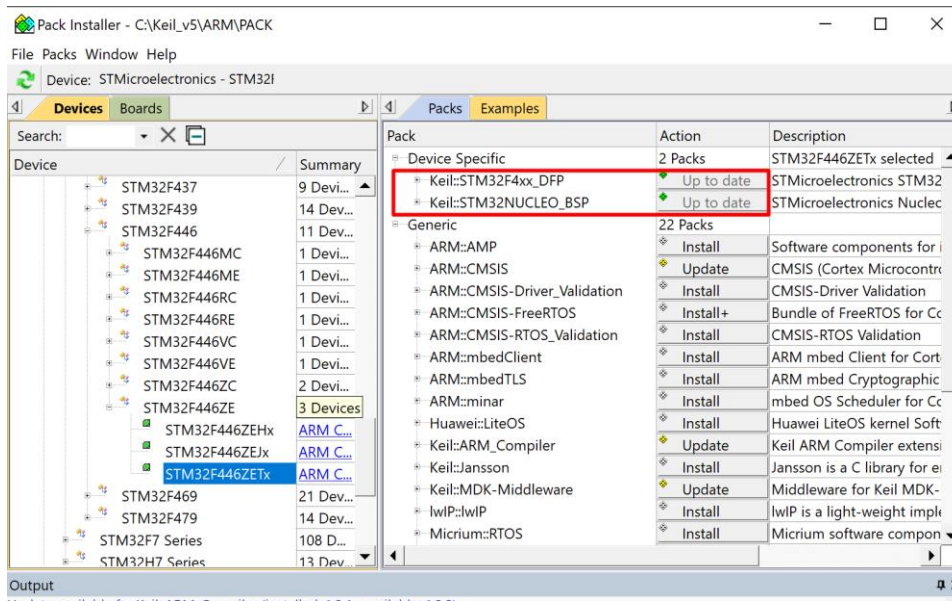 Pack Installer - C:\Keil_v5\ARM\PACK
File Packs Window Help
Device: STMicroelectronics - STM32F
Devices Boards
Search:
Device Summary
STM32F437 9 Devi...
STM32F439 14 Dev...
STM32F446 11 Dev...
STM32F446MC 1 Devi...
STM32F446ME 1 Devi...
STM32F446RC 1 Devi...
STM32F446RE 1 Devi...
STM32F446VC 1 Devi...
STM32F446VE 1 Devi...
STM32F446ZC 2 Devi...
STM32F446ZE 3 Devices
STM32F446ZEHx ARM C...
STM32F446ZEJx ARM C...
STM32F446ZETx ARM C...
STM32F469 21 Dev...
STM32F479 14 Dev...
STM32F7 Series 108 D...
STM32H7 Series 13 Dev...
Packs Examples
Pack Action Description
Device Specific 2 Packs STM32F446ZETx selected
Keil::STM32F4xx_DFP Up to date STMicroelectronics STM32
Keil::STM32NUCLEO_BSP Up to date STMicroelectronics Nucleo
Generic 22 Packs
ARM::AMP Install Software components for
ARM::CMSIS Update CMSIS (Cortex Microcontro
ARM::CMSIS-Driver_Validation Install CMSIS-Driver Validation
ARM::CMSIS-FreeRTOS Install+ Bundle of FreeRTOS for Co
ARM::CMSIS-RTOS_Validation Install CMSIS-RTOS Validation
ARM::mbedClient Install ARM mbed Client for Cort
ARM::mbedTLS Install ARM mbed Cryptographic
ARM::minar Install mbed OS Scheduler for Co
Huawei::LiteOS Install Huawei LiteOS kernel Soft
Keil::ARM_Compiler Update Keil ARM Compiler extensi
Keil::Jansson Install Jansson is a C library for
Keil::MDK-Middleware Update Middleware for Keil MDK-
lwIP::lwIP Install lwIP is a light-weight imple
Micrium::RTOS Install Micrium software compon
Output